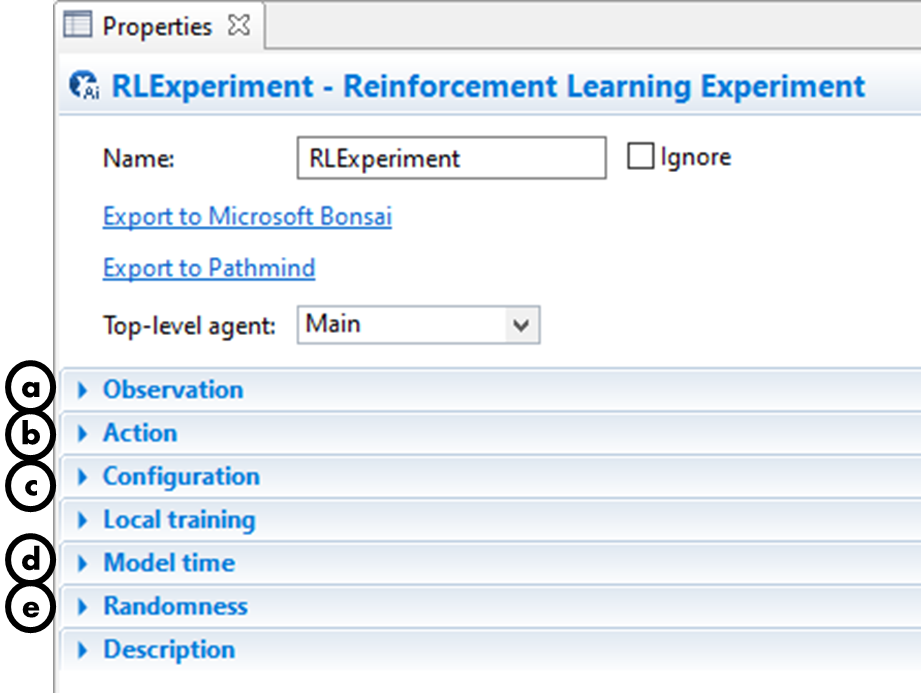 Properties
RLExperiment - Reinforcement Learning Experiment
Name: RLExperiment Ignore
Export to Microsoft Bonsai
Export to Pathmind
Top-level agent: Main
a Observation
b Action
c Configuration
Local training
d Model time
e Randomness
Description